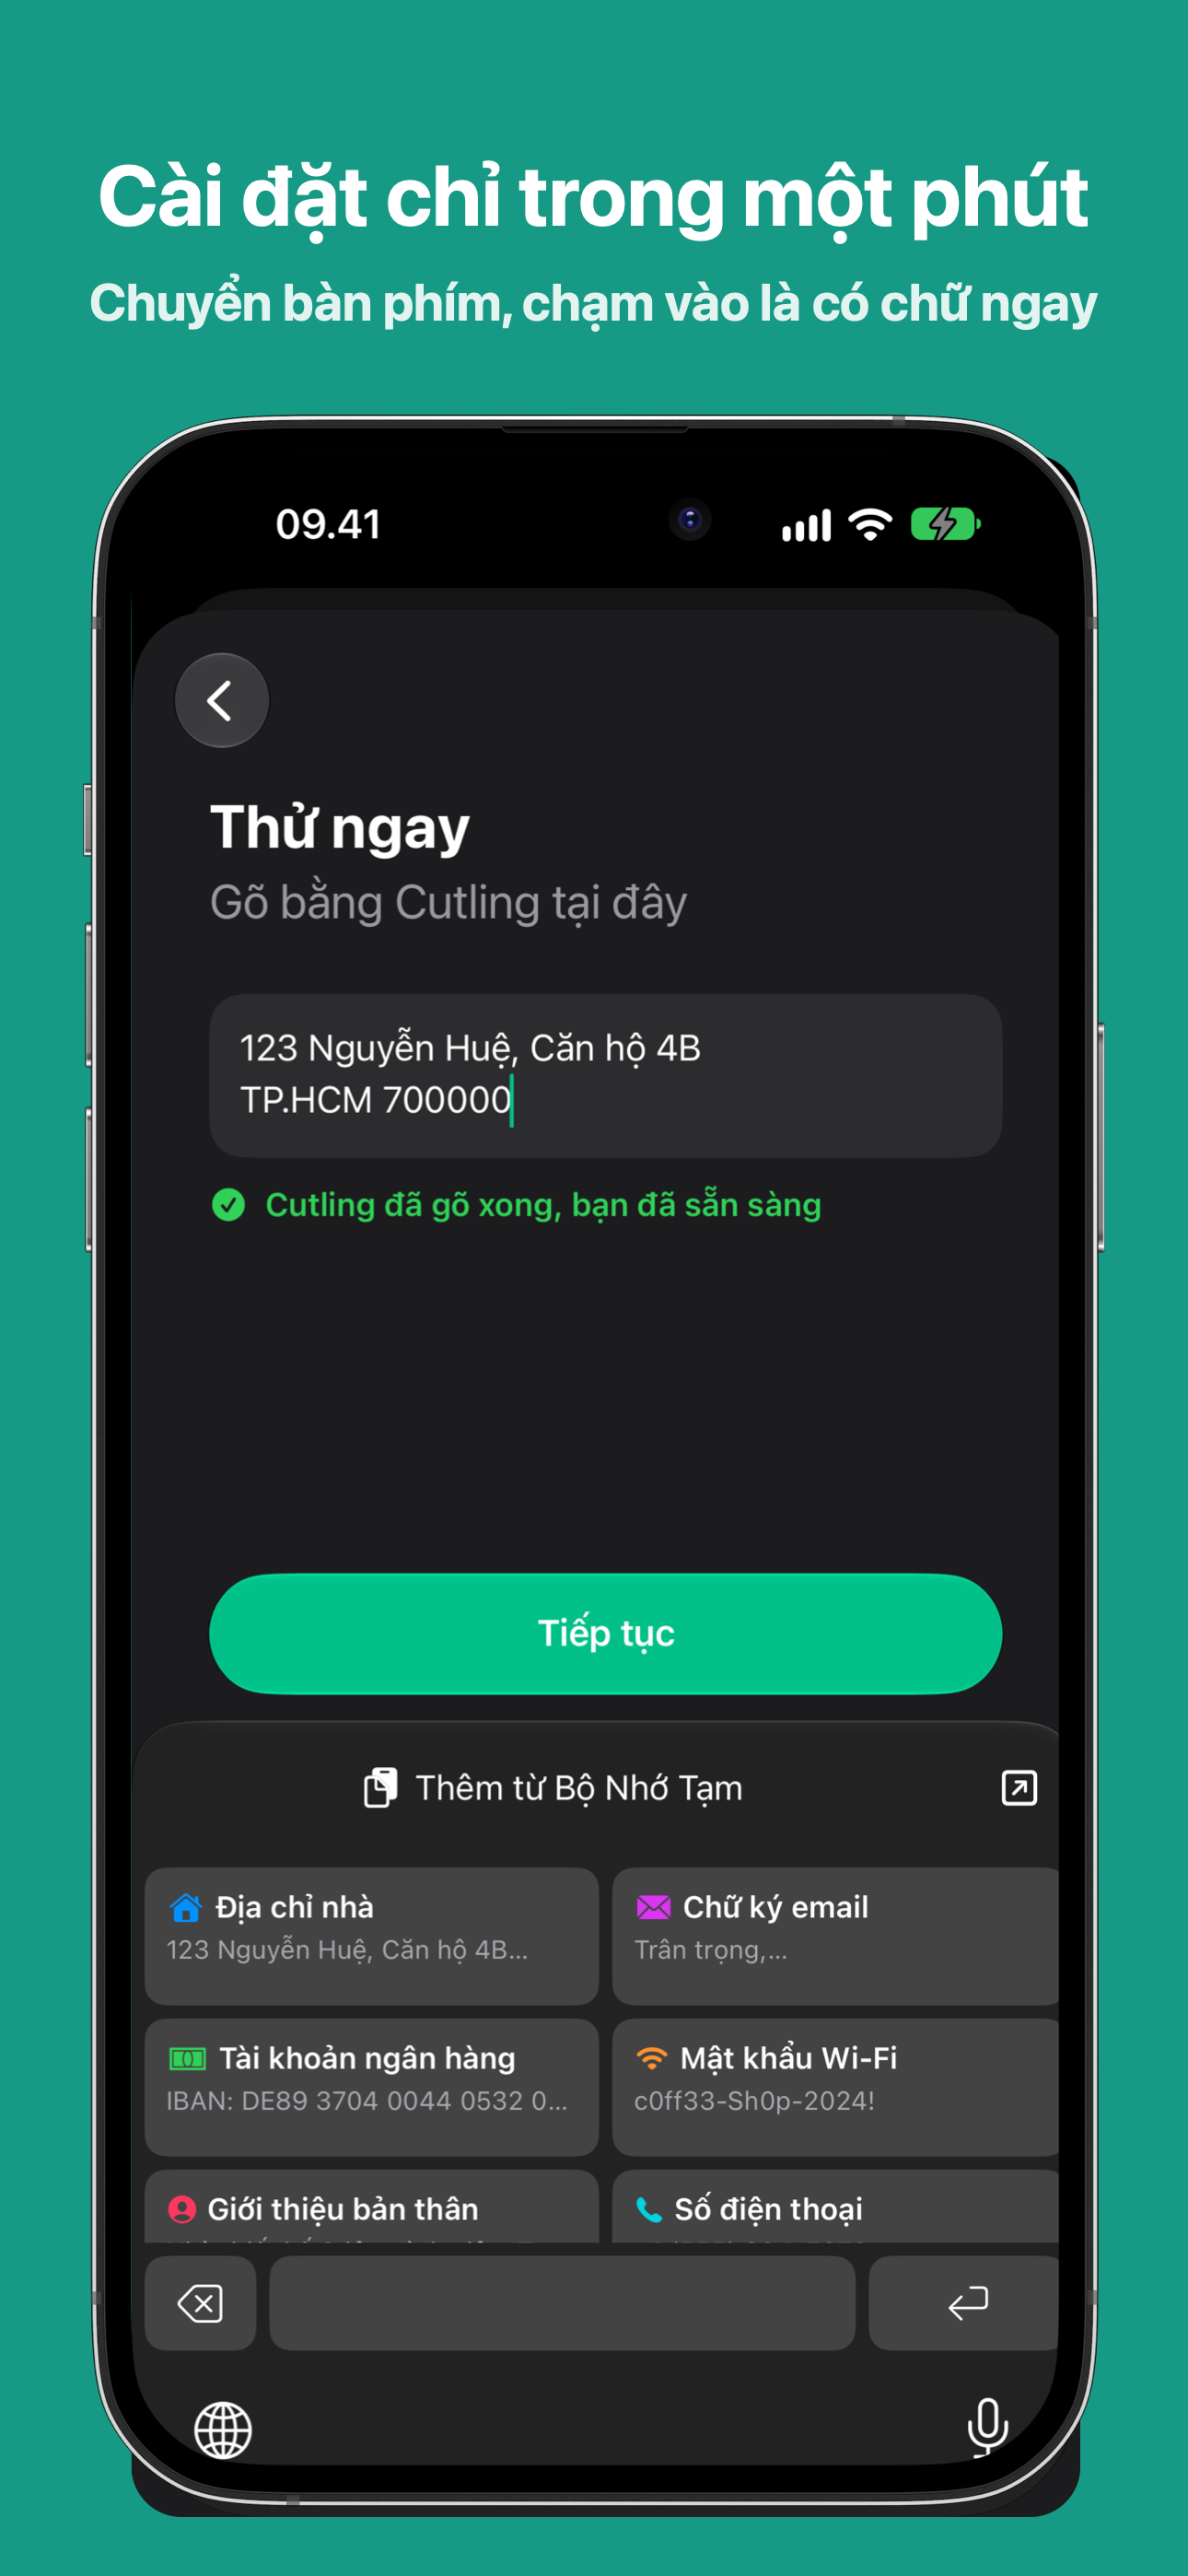 Cài đặt chỉ trong một phút
Chuyển bàn phím, chạm vào là có chữ ngay
09.41
Thử ngay
Gõ bằng Cutling tại đây
123 Nguyễn Huệ, Căn hộ 4B
TP.HCM 700000
Cutling đã gõ xong, bạn đã sẵn sàng
Tiếp tục
Thêm từ Bộ Nhớ Tạm
Địa chỉ nhà
123 Nguyễn Huệ, Căn hộ 4B...
Chữ ký email
Trân trọng,...
Tài khoản ngân hàng
IBAN: DE89 3704 0044 0532 0...
Mật khẩu Wi-Fi
c0ff33-Sh0p-2024!
Giới thiệu bản thân
Số điện thoại